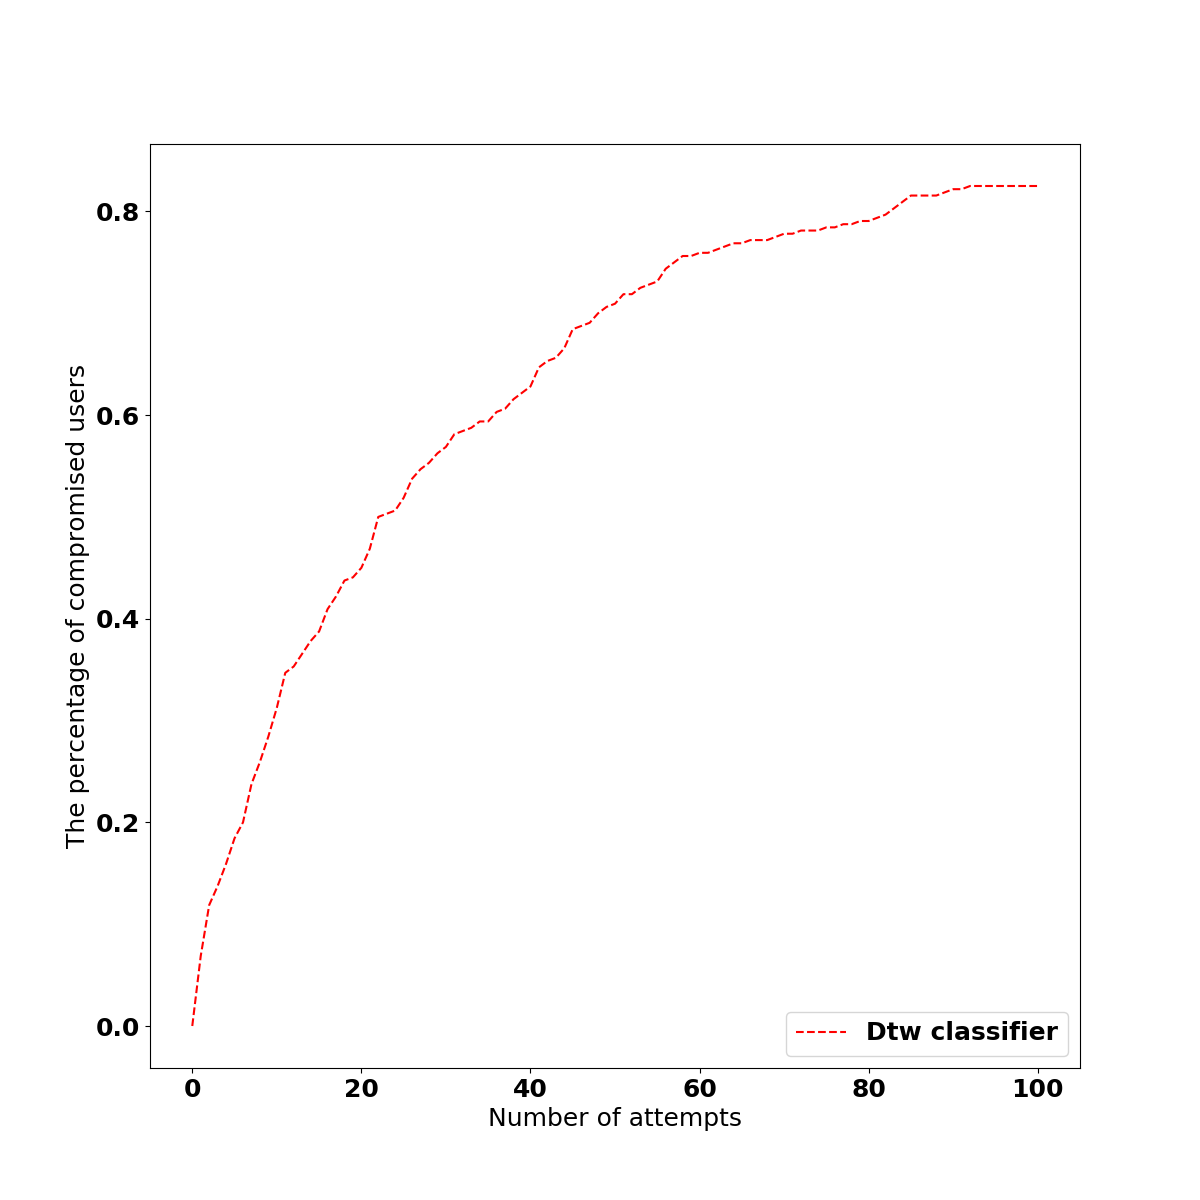 The percentage of compromised users
0.8
0.6
0.4
0.2
0.0
0 20 40 60 80 100
Number of attempts
Dtw classifier